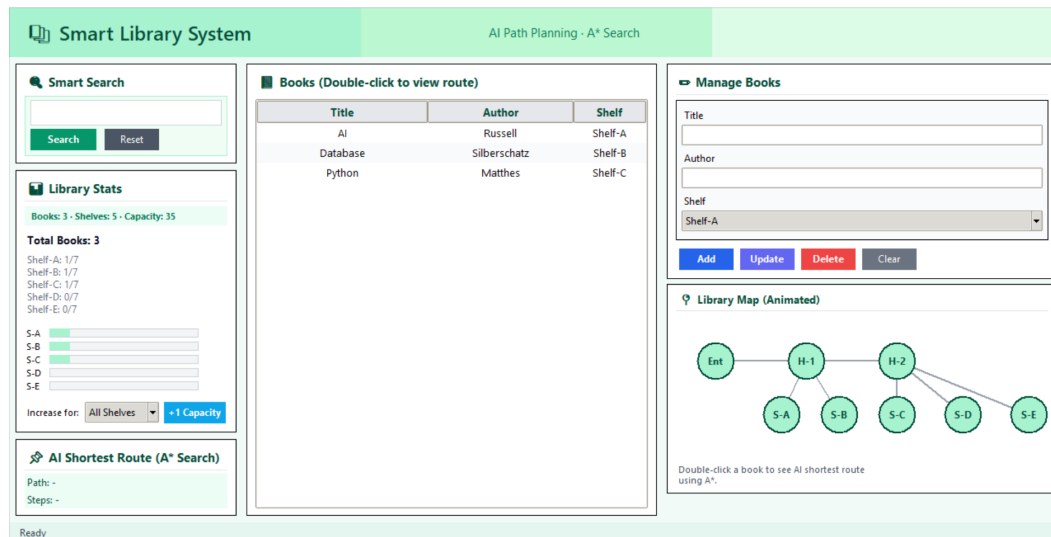 Smart Library System
AI Path Planning · A* Search
Smart Search
Search
Reset
Library Stats
Books: 3 · Shelves: 5 · Capacity: 35
Total Books: 3
Shelf-A: 1/7
Shelf-B: 1/7
Shelf-C: 1/7
Shelf-D: 0/7
Shelf-E: 0/7
S-A
S-B
S-C
S-D
S-E
Increase for: All Shelves +1 Capacity
AI Shortest Route (A* Search)
Path: -
Steps: -
Books (Double-click to view route)
Title Author Shelf
AI Russell Shelf-A
Database Silberschatz Shelf-B
Python Matthes Shelf-C
Manage Books
Title
Author
Shelf
Shelf-A
Add Update Delete Clear
Library Map (Animated)
Ent H-1 H-2
S-A S-B S-C S-D S-E
Double-click a book to see AI shortest route
using A*.
Ready